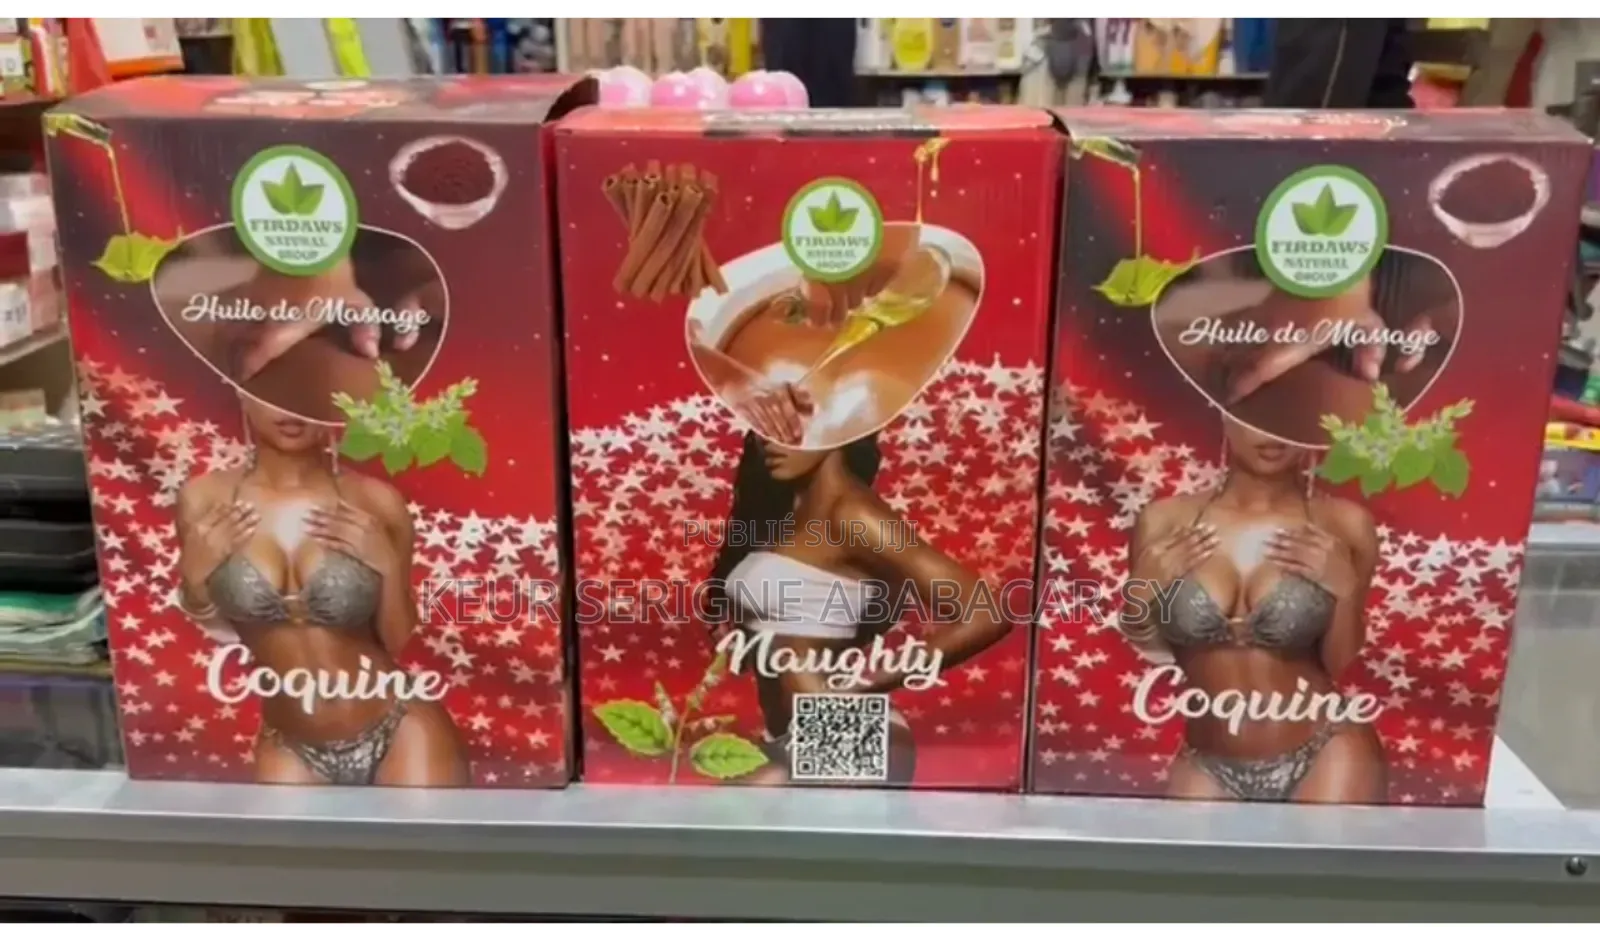 FIRDAWS
NATURAL
GROUP
Huile de Massage
Coquine
FIRDAWS
NATURAL
GROUP
Naughty
FIRDAWS
NATURAL
GROUP
Huile de Massage
Coquine
PUBLIÉ SUR JIJI
KEUR SERIGNE ABABACAR SY